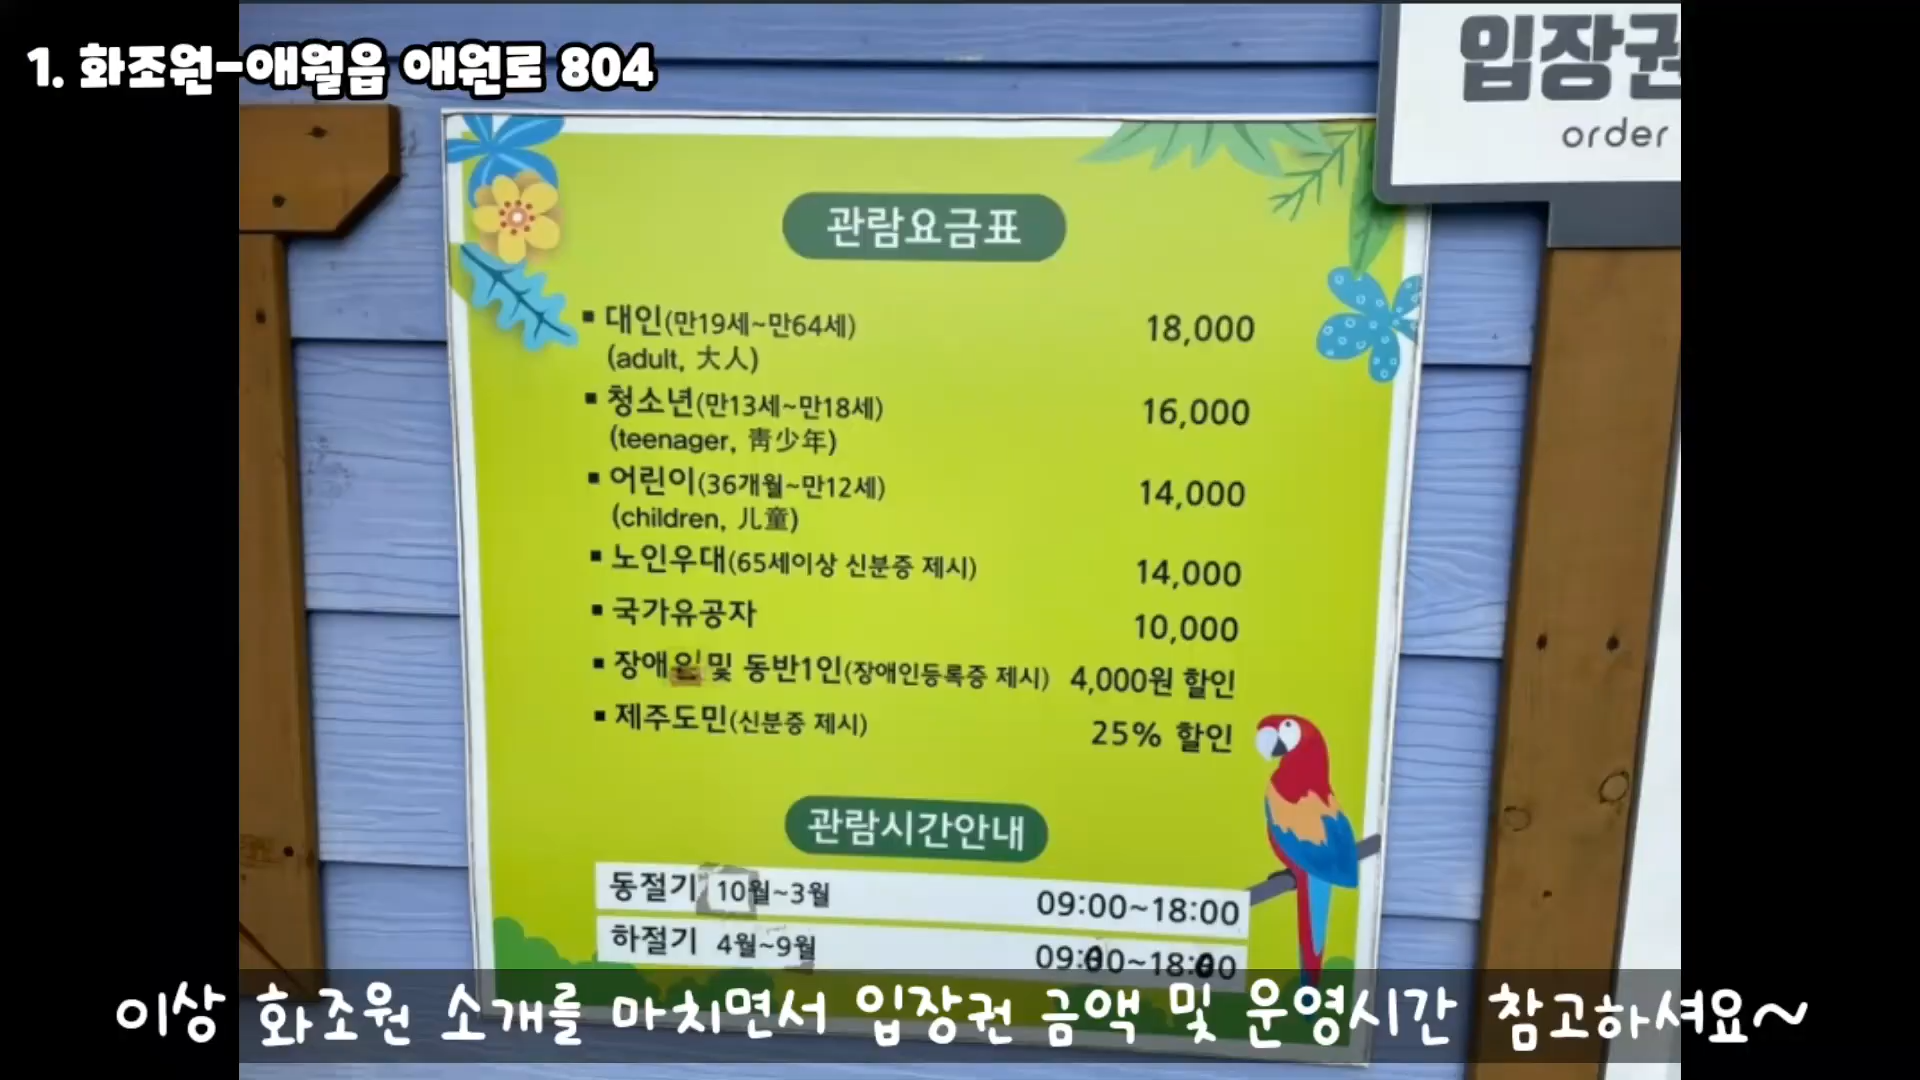 1. 화조원-애월읍 애원로 804
입장권
order
관람요금표
▪ 대인(만19세~만64세) 18,000
(adult, 大人)
▪ 청소년(만13세~만18세) 16,000
(teenager, 靑少年)
▪ 어린이(36개월~만12세) 14,000
(children, 儿童)
▪ 노인우대(65세이상 신분증 제시) 14,000
▪ 국가유공자 10,000
▪ 장애인 및 동반1인(장애인등록증 제시) 4,000원 할인
▪ 제주도민(신분증 제시) 25% 할인
관람시간안내
동절기 10월~3월 09:00~18:00
하절기 4월~9월 09:00~18:00
이상 화조원 소개를 마치면서 입장권 금액 및 운영시간 참고하셔요~